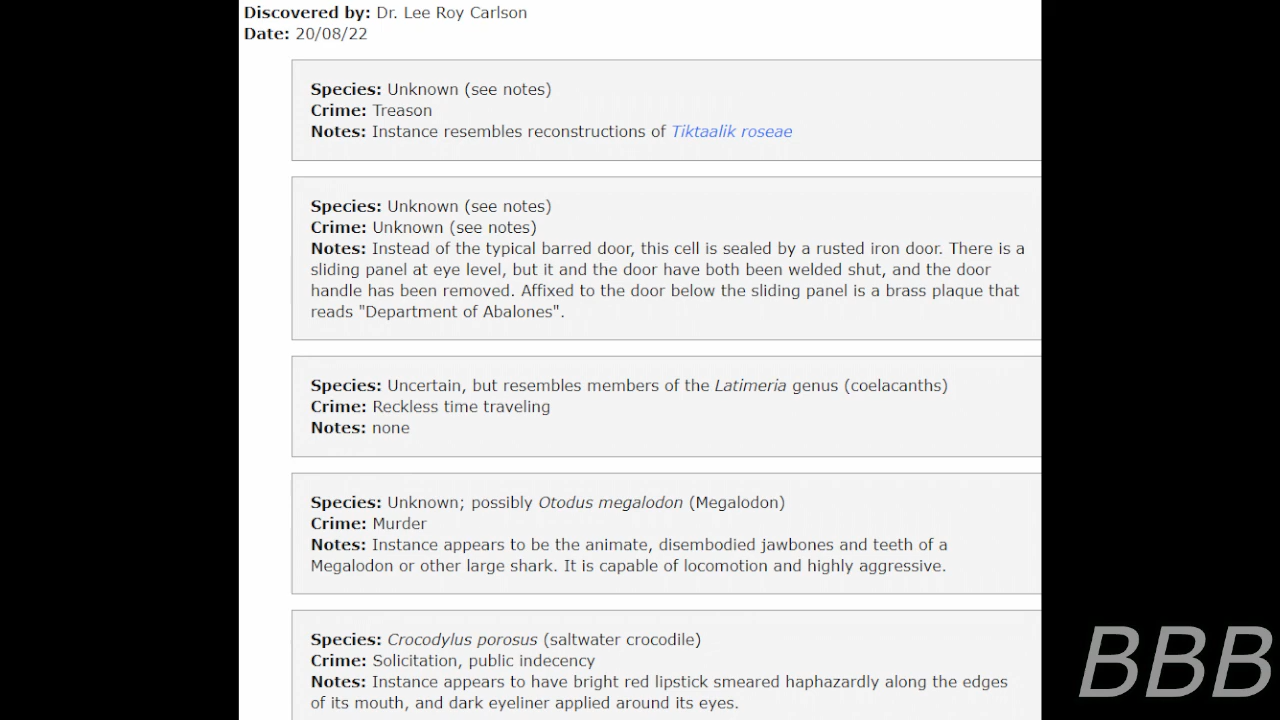 Discovered by: Dr. Lee Roy Carlson
Date: 20/08/22
Species: Unknown (see notes)
Crime: Treason
Notes: Instance resembles reconstructions of Tiktaalik roseae
Species: Unknown (see notes)
Crime: Unknown (see notes)
Notes: Instead of the typical barred door, this cell is sealed by a rusted iron door. There is a
sliding panel at eye level, but it and the door have both been welded shut, and the door
handle has been removed. Affixed to the door below the sliding panel is a brass plaque that
reads "Department of Abalones".
Species: Uncertain, but resembles members of the Latimeria genus (coelacanths)
Crime: Reckless time traveling
Notes: none
Species: Unknown; possibly Otodus megalodon (Megalodon)
Crime: Murder
Notes: Instance appears to be the animate, disembodied jawbones and teeth of a
Megalodon or other large shark. It is capable of locomotion and highly aggressive.
Species: Crocodylus porosus (saltwater crocodile)
Crime: Solicitation, public indecency
Notes: Instance appears to have bright red lipstick smeared haphazardly along the edges
of its mouth, and dark eyeliner applied around its eyes.
BBB